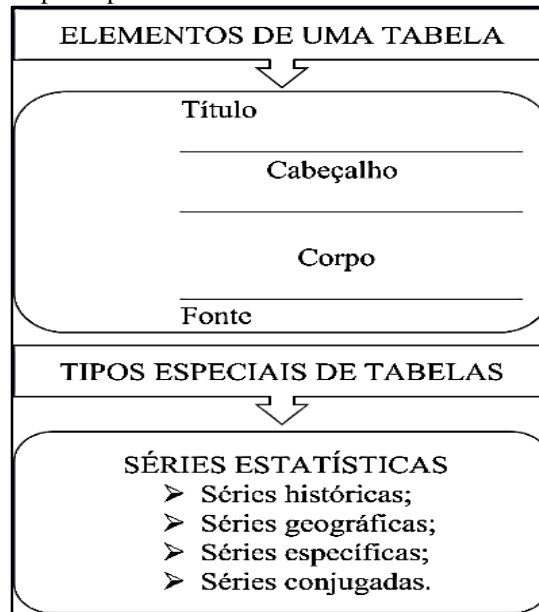 ELEMENTOS DE UMA TABELA
Título
Cabeçalho
Corpo
Fonte
TIPOS ESPECIAIS DE TABELAS
SÉRIES ESTATÍSTICAS
➢ Séries históricas;
➢ Séries geográficas;
➢ Séries específicas;
➢ Séries conjugadas.